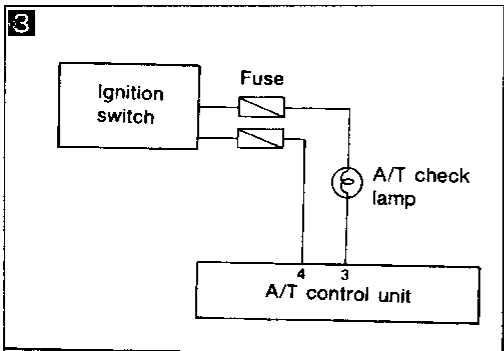 3
Fuse
Ignition
switch
A/T check
lamp
4 3
A/T control unit